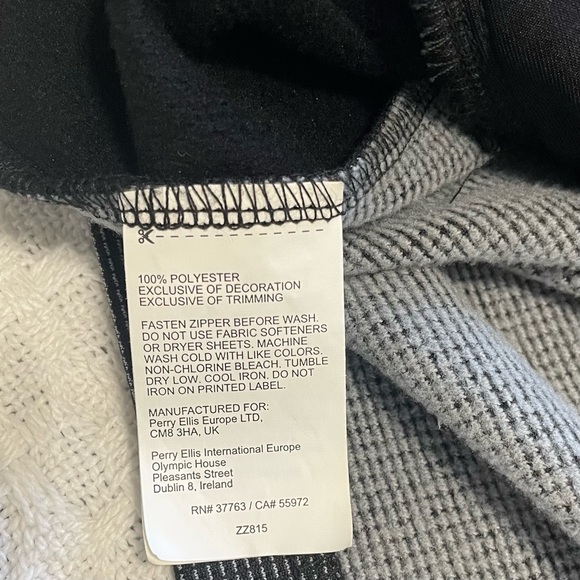 100% POLYESTER
EXCLUSIVE OF DECORATION
EXCLUSIVE OF TRIMMING
FASTEN ZIPPER BEFORE WASH.
DO NOT USE FABRIC SOFTENERS
OR DRYER SHEETS. MACHINE
WASH COLD WITH LIKE COLORS.
NON-CHLORINE BLEACH. TUMBLE
DRY LOW. COOL IRON. DO NOT
IRON ON PRINTED LABEL.
MANUFACTURED FOR:
Perry Ellis Europe LTD,
CM8 3HA, UK
Perry Ellis International Europe
Olympic House
Pleasants Street
Dublin 8, Ireland
RN# 37763 / CA# 55972
ZZ815